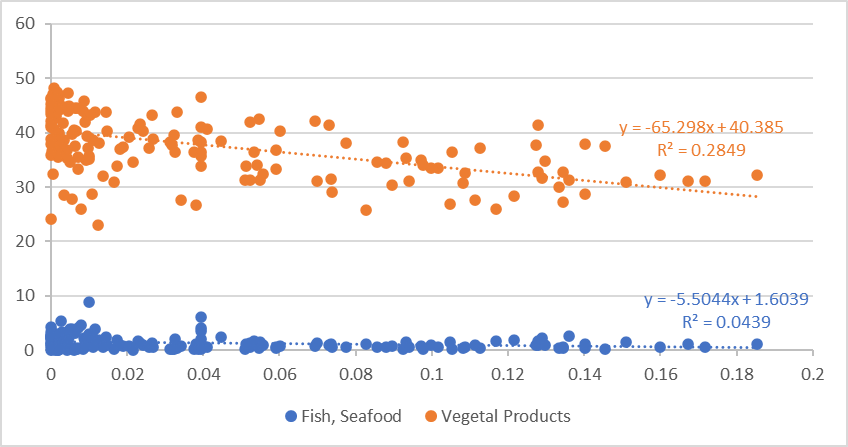 60
50
40
30
20
10
0
y = -65.298x + 40.385
R² = 0.2849
y = -5.5044x + 1.6039
R² = 0.0439
0 0.02 0.04 0.06 0.08 0.1 0.12 0.14 0.16 0.18 0.2
Fish, Seafood Vegetal Products